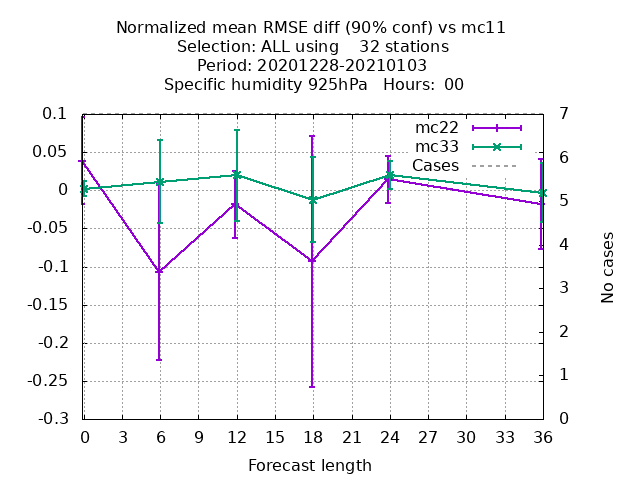 Normalized mean RMSE diff (90% conf) vs mc11
Selection: ALL using    32 stations
Period: 20201228-20210103
Specific humidity 925hPa   Hours:  00
0.1
0.05
0
-0.05
-0.1
-0.15
-0.2
-0.25
-0.3
mc22
mc33
Cases
7
6
5
4
3
2
1
0
No cases
0 3 6 9 12 15 18 21 24 27 30 33 36
Forecast length